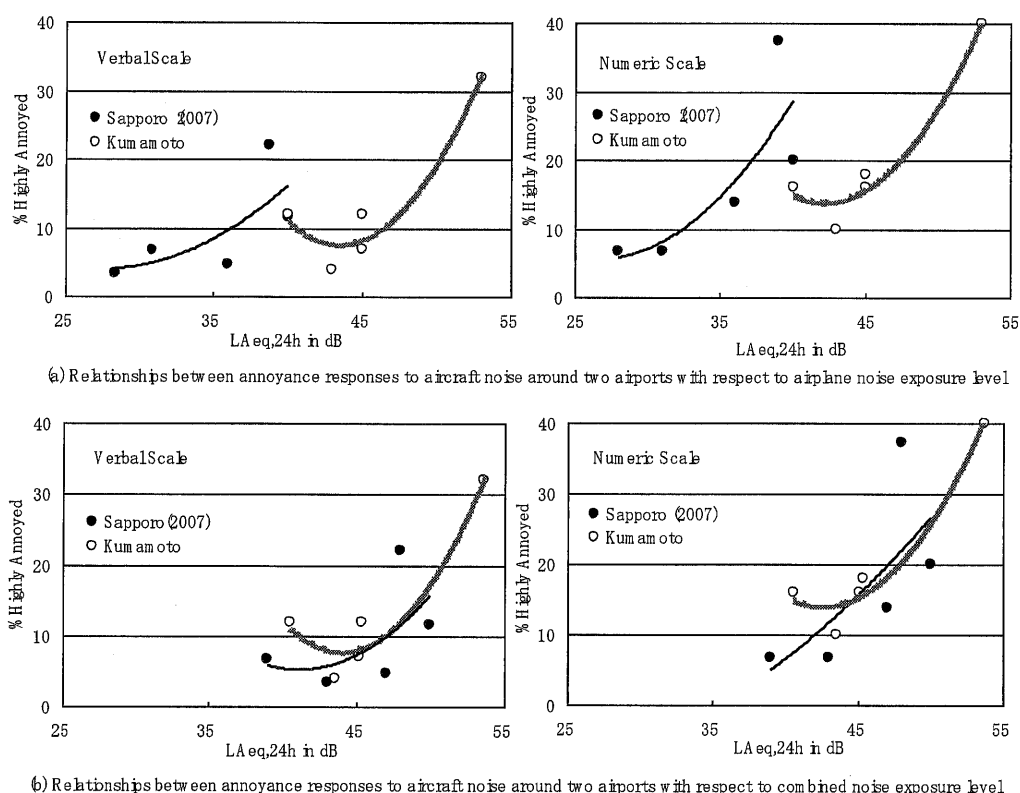 40
Verbal Scale
30
Sapporo (2007)
Kumamoto
20
10
0
25 35 45 55
% Highly Annoyed
LAeq,24h in dB
40
Numeric Scale
30
Sapporo (2007)
Kumamoto
20
10
0
25 35 45 55
% Highly Annoyed
LAeq,24h in dB
(a) Relationships between annoyance responses to aircraft noise around two airports with respect to airplane noise exposure level
40
Verbal Scale
30
Sapporo (2007)
Kumamoto
20
10
0
25 35 45 55
% Highly Annoyed
LAeq,24h in dB
40
Numeric Scale
30
Sapporo (2007)
Kumamoto
20
10
0
25 35 45 55
% Highly Annoyed
LAeq,24h in dB
(b) Relationships between annoyance responses to aircraft noise around two airports with respect to combined noise exposure level